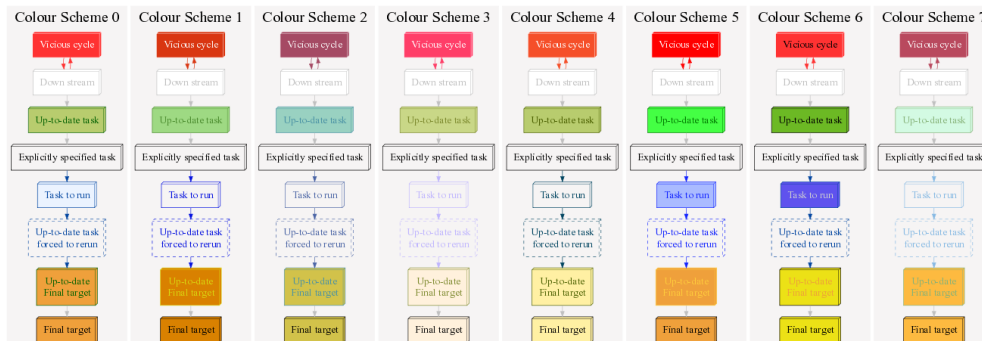 Colour Scheme 0
Vicious cycle
Down stream
Up-to-date task
Explicitly specified task
Task to run
Up-to-date task
forced to rerun
Up-to-date
Final target
Final target
Colour Scheme 1
Vicious cycle
Down stream
Up-to-date task
Explicitly specified task
Task to run
Up-to-date task
forced to rerun
Up-to-date
Final target
Final target
Colour Scheme 2
Vicious cycle
Down stream
Up-to-date task
Explicitly specified task
Task to run
Up-to-date task
forced to rerun
Up-to-date
Final target
Final target
Colour Scheme 3
Vicious cycle
Down stream
Up-to-date task
Explicitly specified task
Task to run
Up-to-date task
forced to rerun
Up-to-date
Final target
Final target
Colour Scheme 4
Vicious cycle
Down stream
Up-to-date task
Explicitly specified task
Task to run
Up-to-date task
forced to rerun
Up-to-date
Final target
Final target
Colour Scheme 5
Vicious cycle
Down stream
Up-to-date task
Explicitly specified task
Task to run
Up-to-date task
forced to rerun
Up-to-date
Final target
Final target
Colour Scheme 6
Vicious cycle
Down stream
Up-to-date task
Explicitly specified task
Task to run
Up-to-date task
forced to rerun
Up-to-date
Final target
Final target
Colour Scheme 7
Vicious cycle
Down stream
Up-to-date task
Explicitly specified task
Task to run
Up-to-date task
forced to rerun
Up-to-date
Final target
Final target